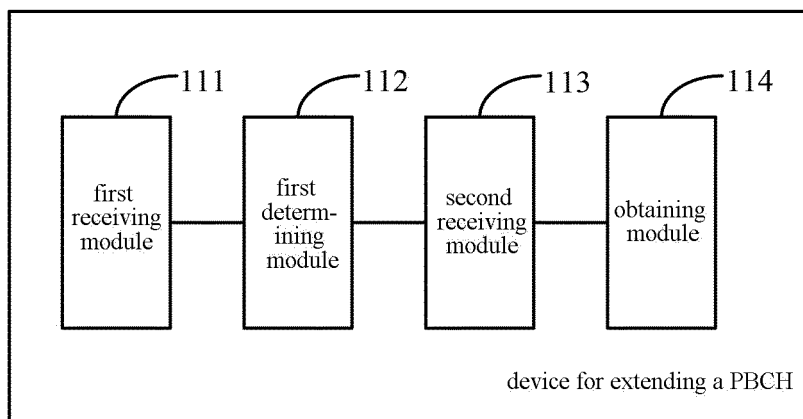 111 112 113 114
first
receiving
module
first
determ-
ining
module
second
receiving
module
obtaining
module
device for extending a PBCH